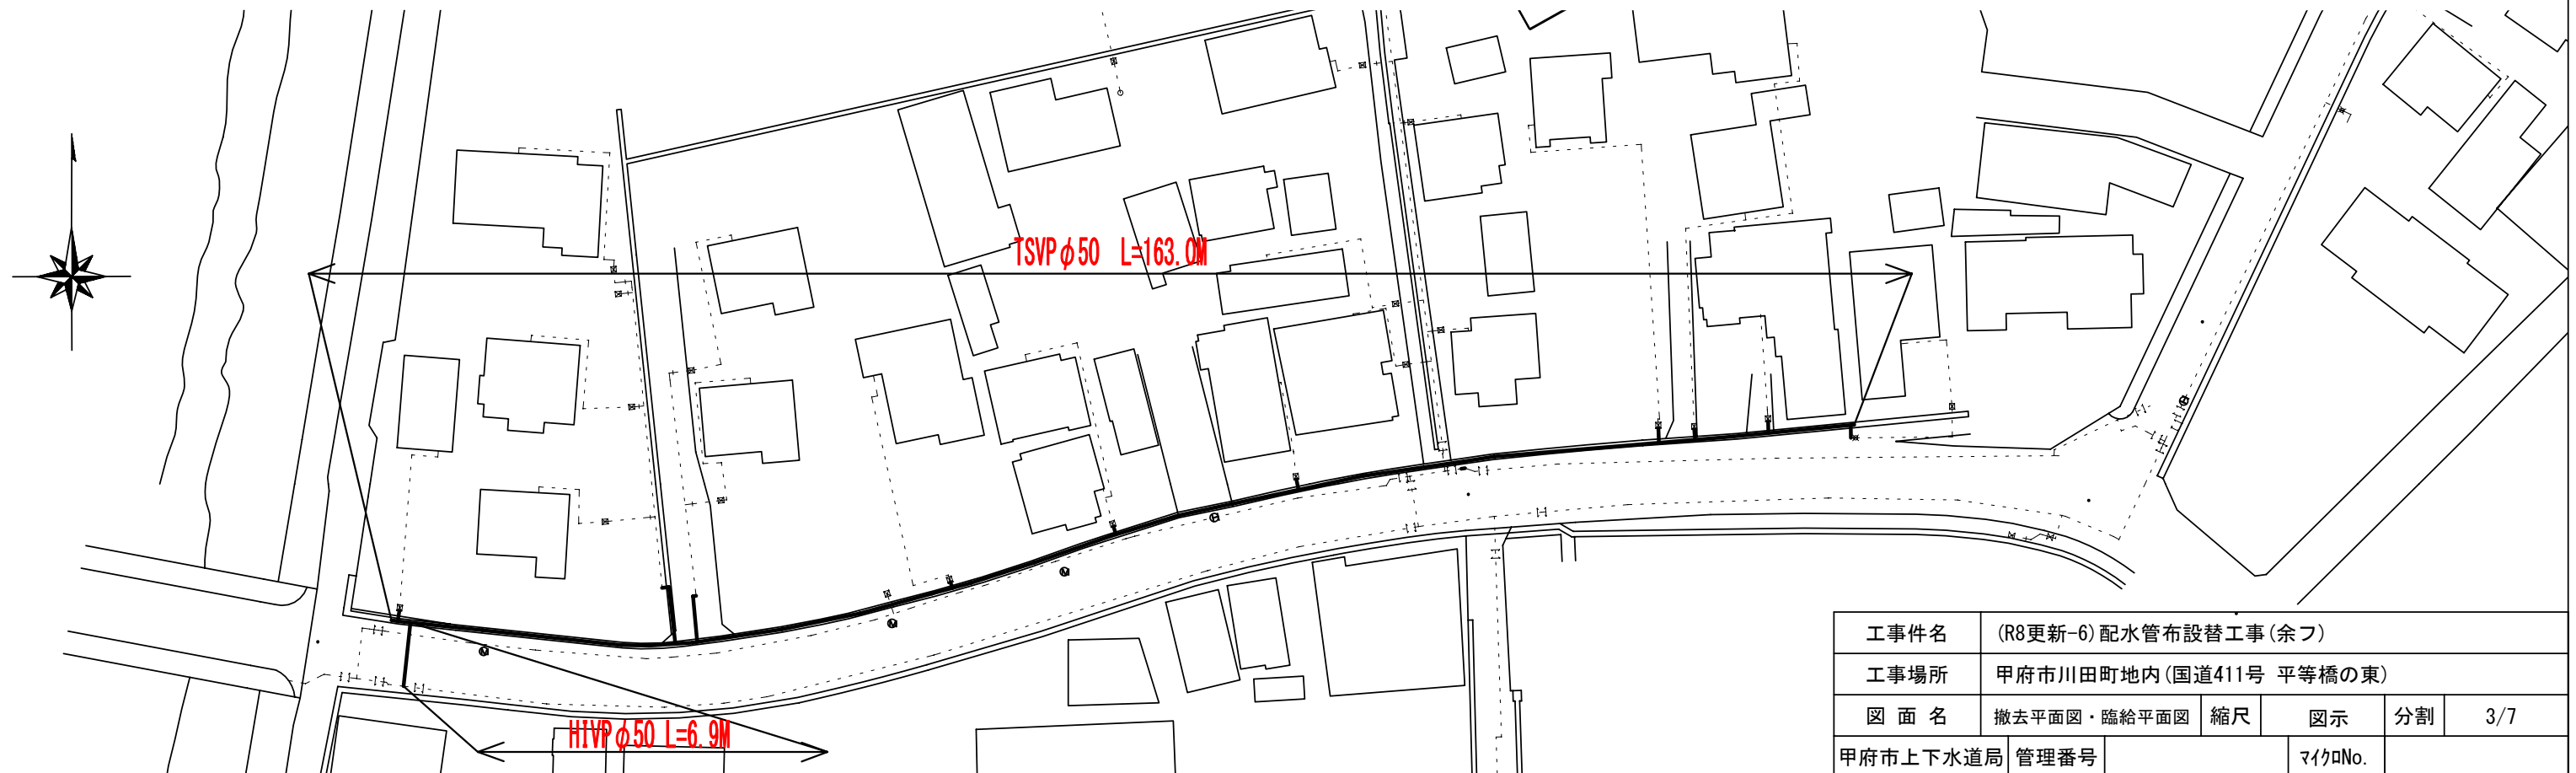 TSVPφ50 L=163.0M
HIVPφ50 L=6.9M
工事件名 (R8更新-6)配水管布設替工事(余フ)
工事場所 甲府市川田町地内(国道411号 平等橋の東)
図面名 撤去平面図・臨給平面図 縮尺 図示 分割 3/7
甲府市上下水道局 管理番号 マイクロNo.